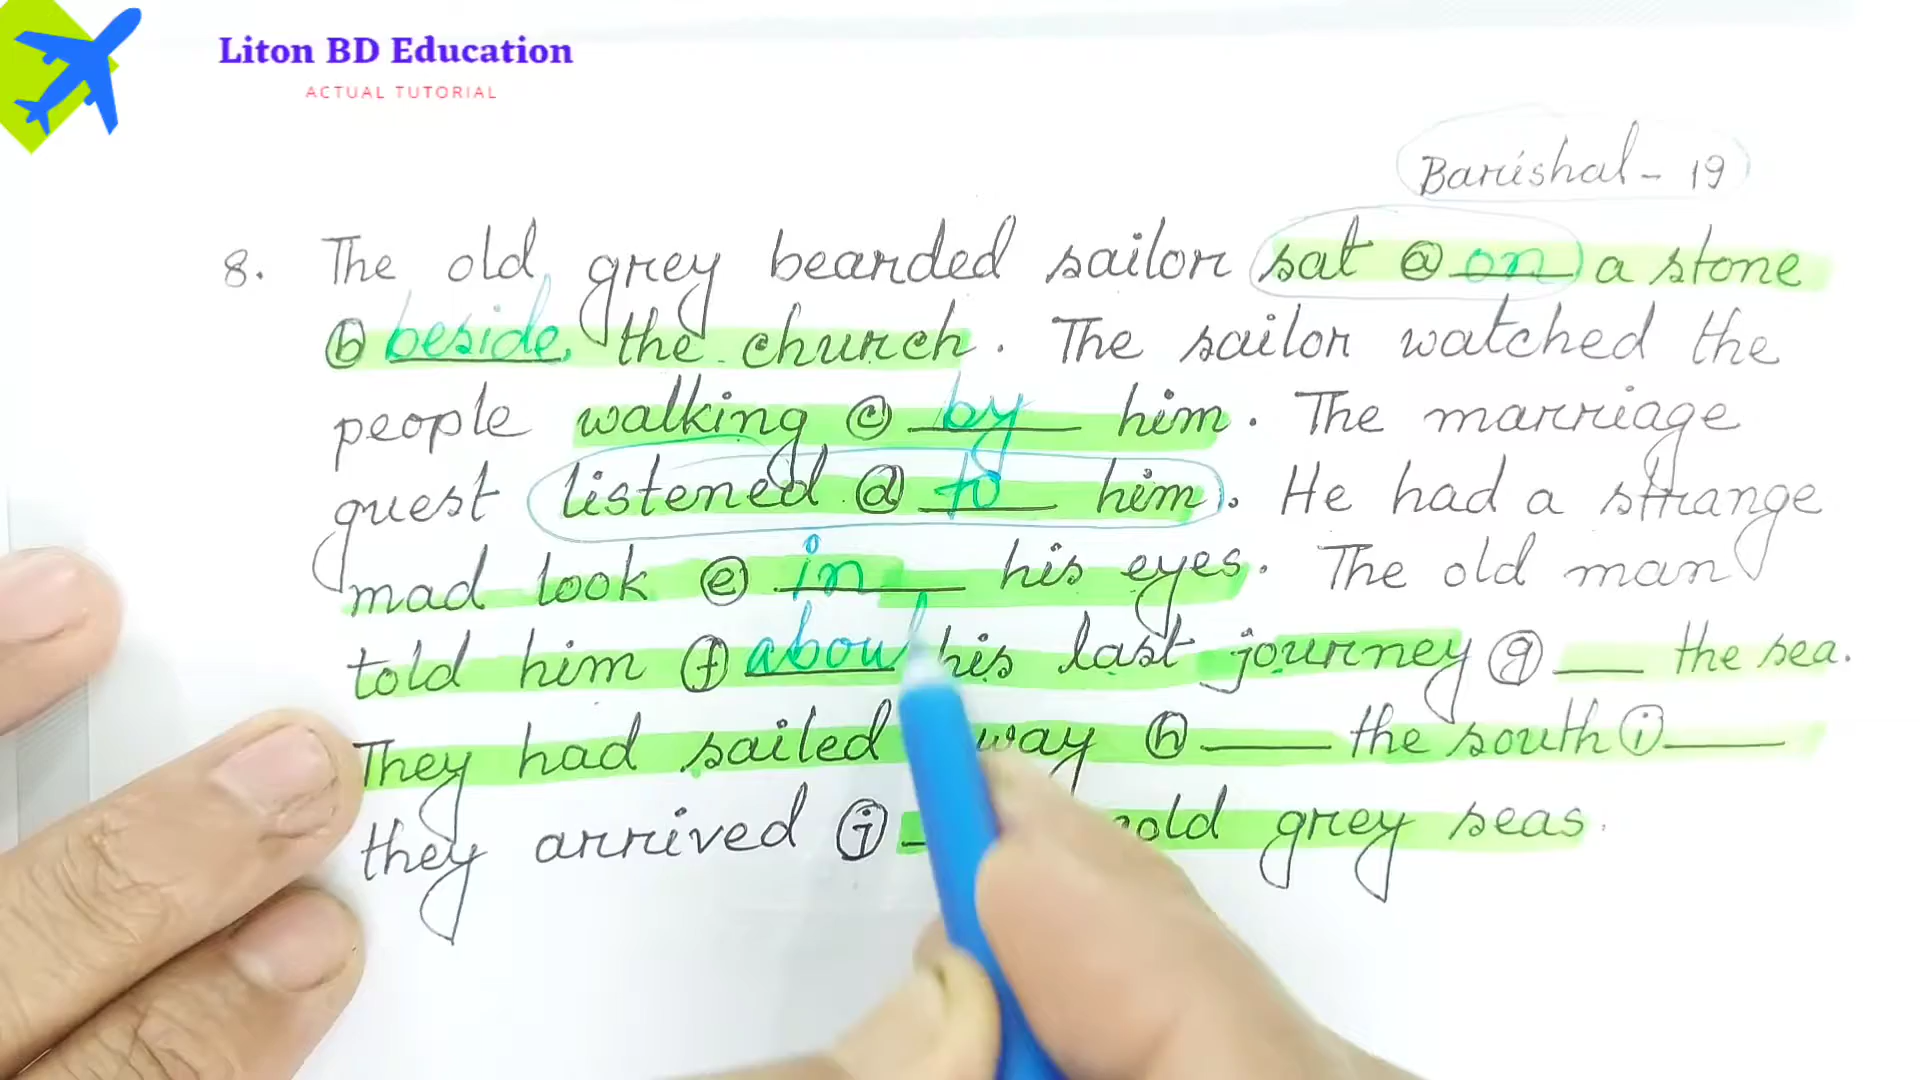 Liton BD Education
ACTUAL TUTORIAL
Barishal - 19
8. The old grey bearded sailor sat ⓐ on a stone
ⓑ beside the church. The sailor watched the
people walking ⓒ by him. The marriage
guest listened ⓓ to him. He had a strange
mad look ⓔ in his eyes. The old man
told him ⓕ abou his last journey ⓖ ___ the sea.
They had sailed way ⓗ ___ the south ⓘ ___
they arrived ⓙ old grey seas.